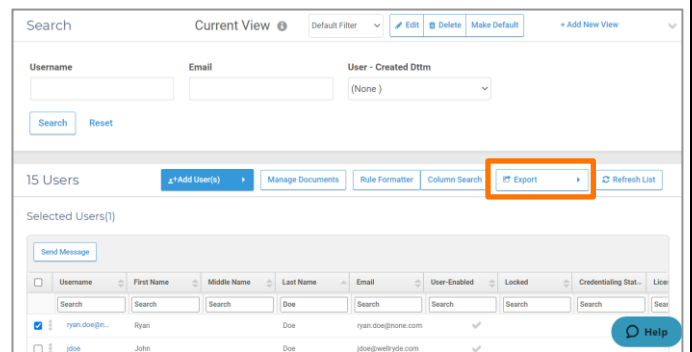 Search Current View Default Filter Edit Delete Make Default + Add New View
Username Email User - Created Dttm
(None )
Search Reset
15 Users +Add User(s) Manage Documents Rule Formatter Column Search Export Refresh List
Selected Users(1)
Send Message
Username First Name Middle Name Last Name Email User-Enabled Locked Credentialing Stat... Lice
Search Search Search Doe Search Search Search Search Sear
ryan.doe@n... Ryan Doe ryan.doe@none.com
Help
jdoe John Doe jdoe@wellryde.com